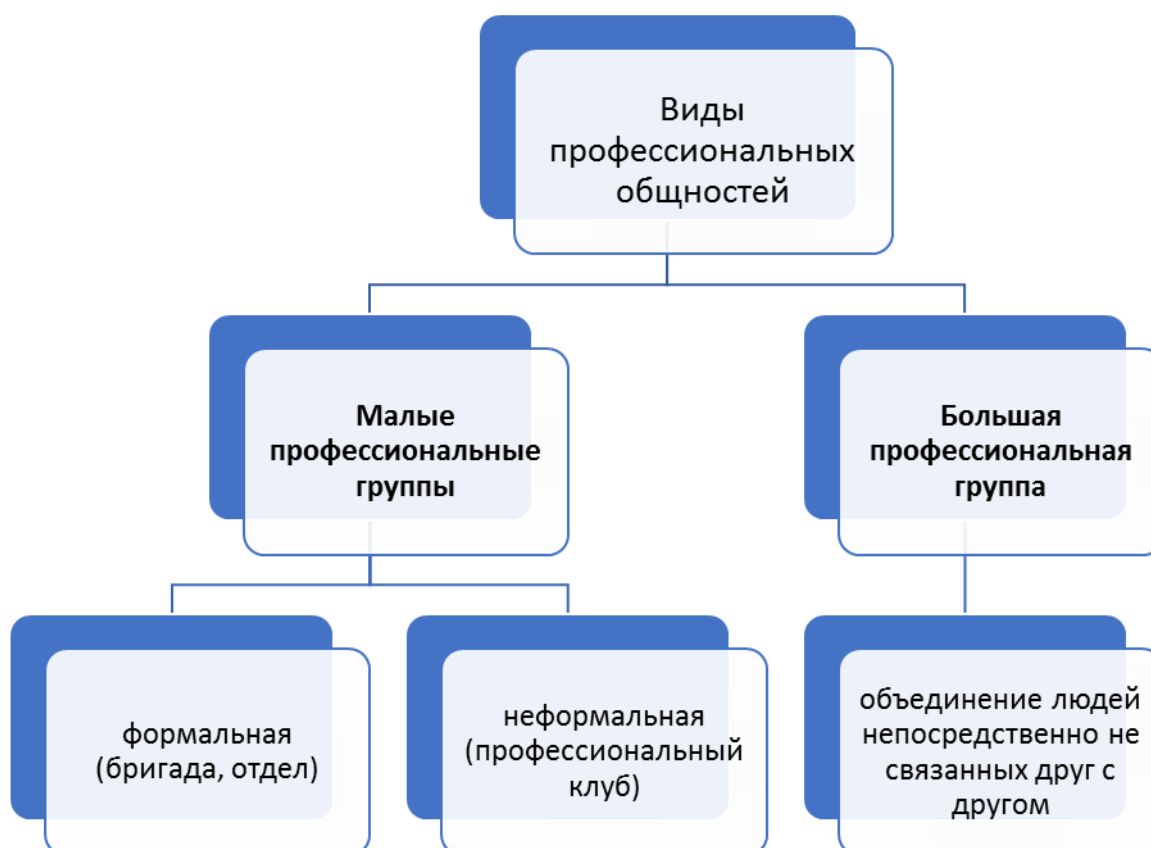 Виды
профессиональных
общностей
Малые
профессиональные
группы
Большая
профессиональная
группа
формальная
(бригада, отдел)
неформальная
(профессиональный
клуб)
объединение людей
непосредственно не
связанных друг с
другом